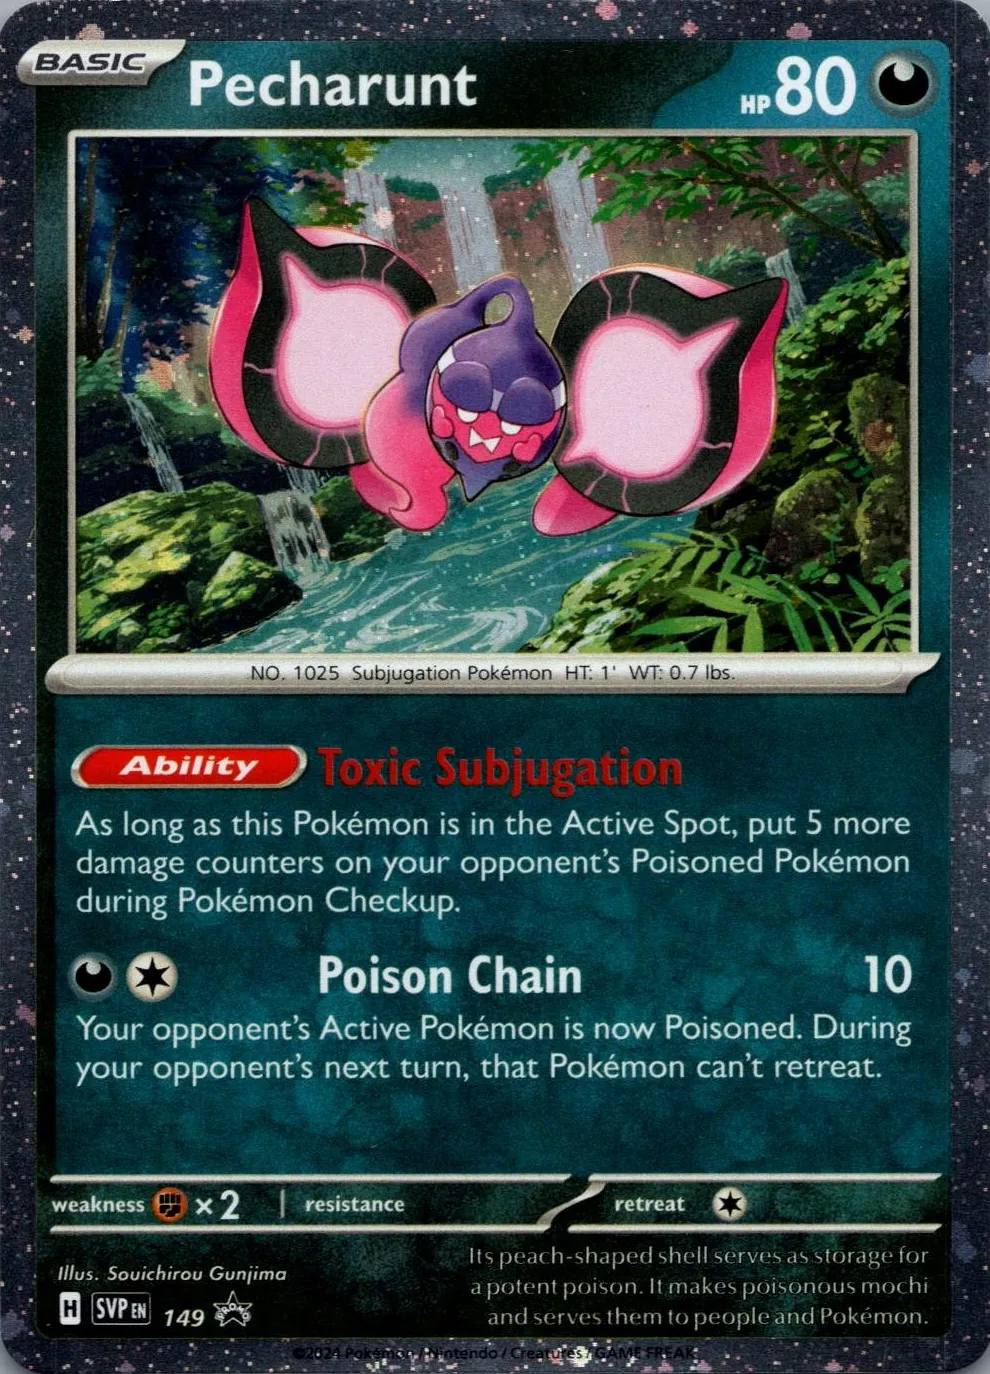 BASIC
Pecharunt
HP 80
NO. 1025 Subjugation Pokémon HT: 1' WT: 0.7 lbs.
Ability Toxic Subjugation
As long as this Pokémon is in the Active Spot, put 5 more
damage counters on your opponent's Poisoned Pokémon
during Pokémon Checkup.
Poison Chain 10
Your opponent's Active Pokémon is now Poisoned. During
your opponent's next turn, that Pokémon can't retreat.
weakness ×2 resistance retreat
Its peach-shaped shell serves as storage for
a potent poison. It makes poisonous mochi
and serves them to people and Pokémon.
Illus. Souichirou Gunjima
H SVP EN 149 PROMO
©2024 Pokémon / Nintendo / Creatures / GAME FREAK